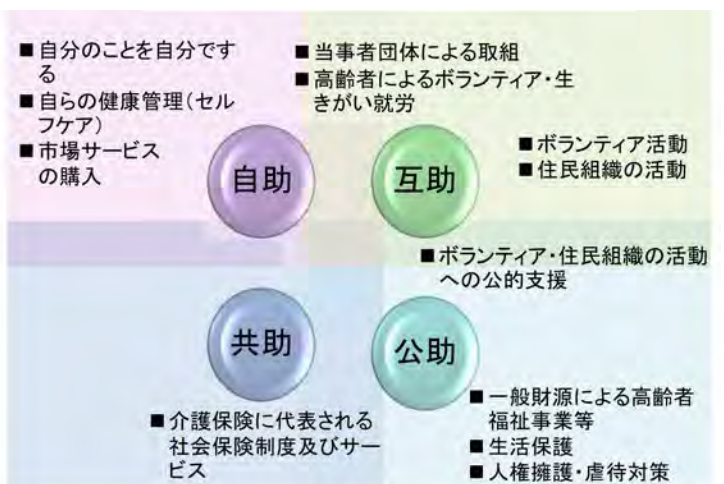 ■自分のことを自分です
る
■自らの健康管理(セル
フケア)
■市場サービス
の購入
■当事者団体による取組
■高齢者によるボランティア・生
きがい就労
■ボランティア活動
■住民組織の活動
自助
互助
■ボランティア・住民組織の活動
への公的支援
共助
公助
■介護保険に代表される
社会保険制度及びサー
ビス
■一般財源による高齢者
福祉事業等
■生活保護
■人権擁護・虐待対策